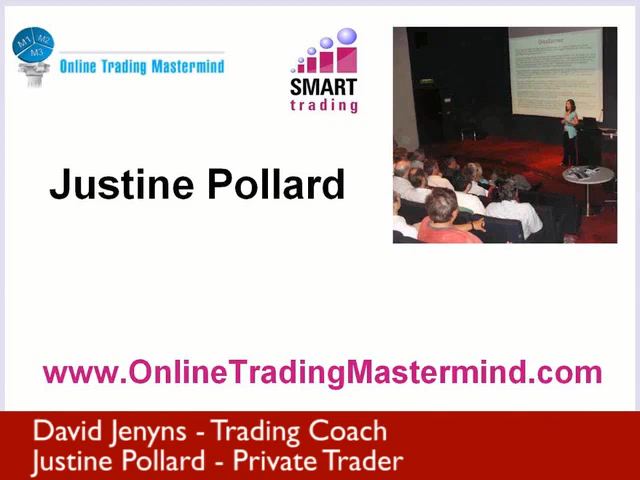 M1 M2
M3
Online Trading Mastermind
SMART
trading
Disclaimer
Justine Pollard
www.OnlineTradingMastermind.com
David Jenyns - Trading Coach
Justine Pollard - Private Trader